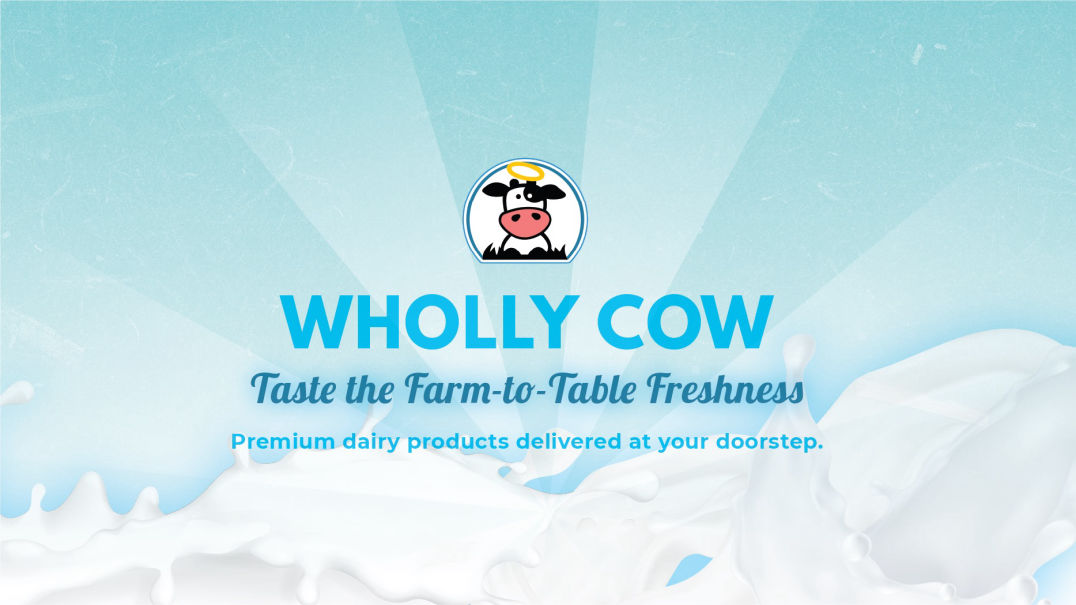 WHOLLY COW
Taste the Farm-to-Table Freshness
Premium dairy products delivered at your doorstep.